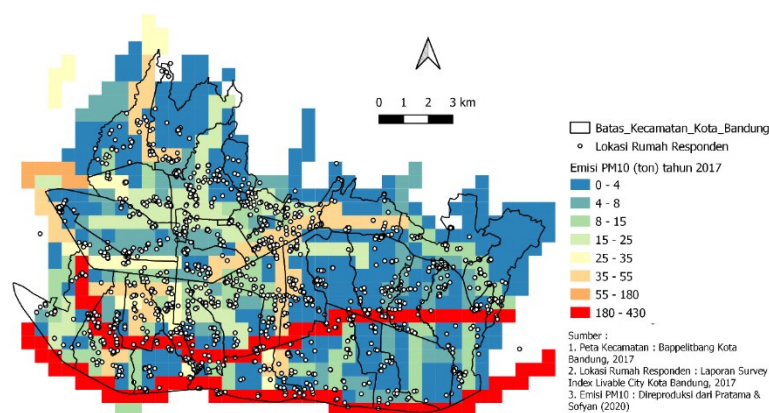 0 1 2 3 km
Batas_Kecamatan_Kota_Bandung
Lokasi Rumah Responden
Emisi PM10 (ton) tahun 2017
0 - 4
4 - 8
8 - 15
15 - 25
25 - 35
35 - 55
55 - 180
180 - 430
Sumber :
1. Peta Kecamatan : Bappelitbang Kota
Bandung, 2017
2. Lokasi Rumah Responden : Laporan Survey
Index Livable City Kota Bandung, 2017
3. Emisi PM10 : Direproduksi dari Pratama &
Sofyan (2020)